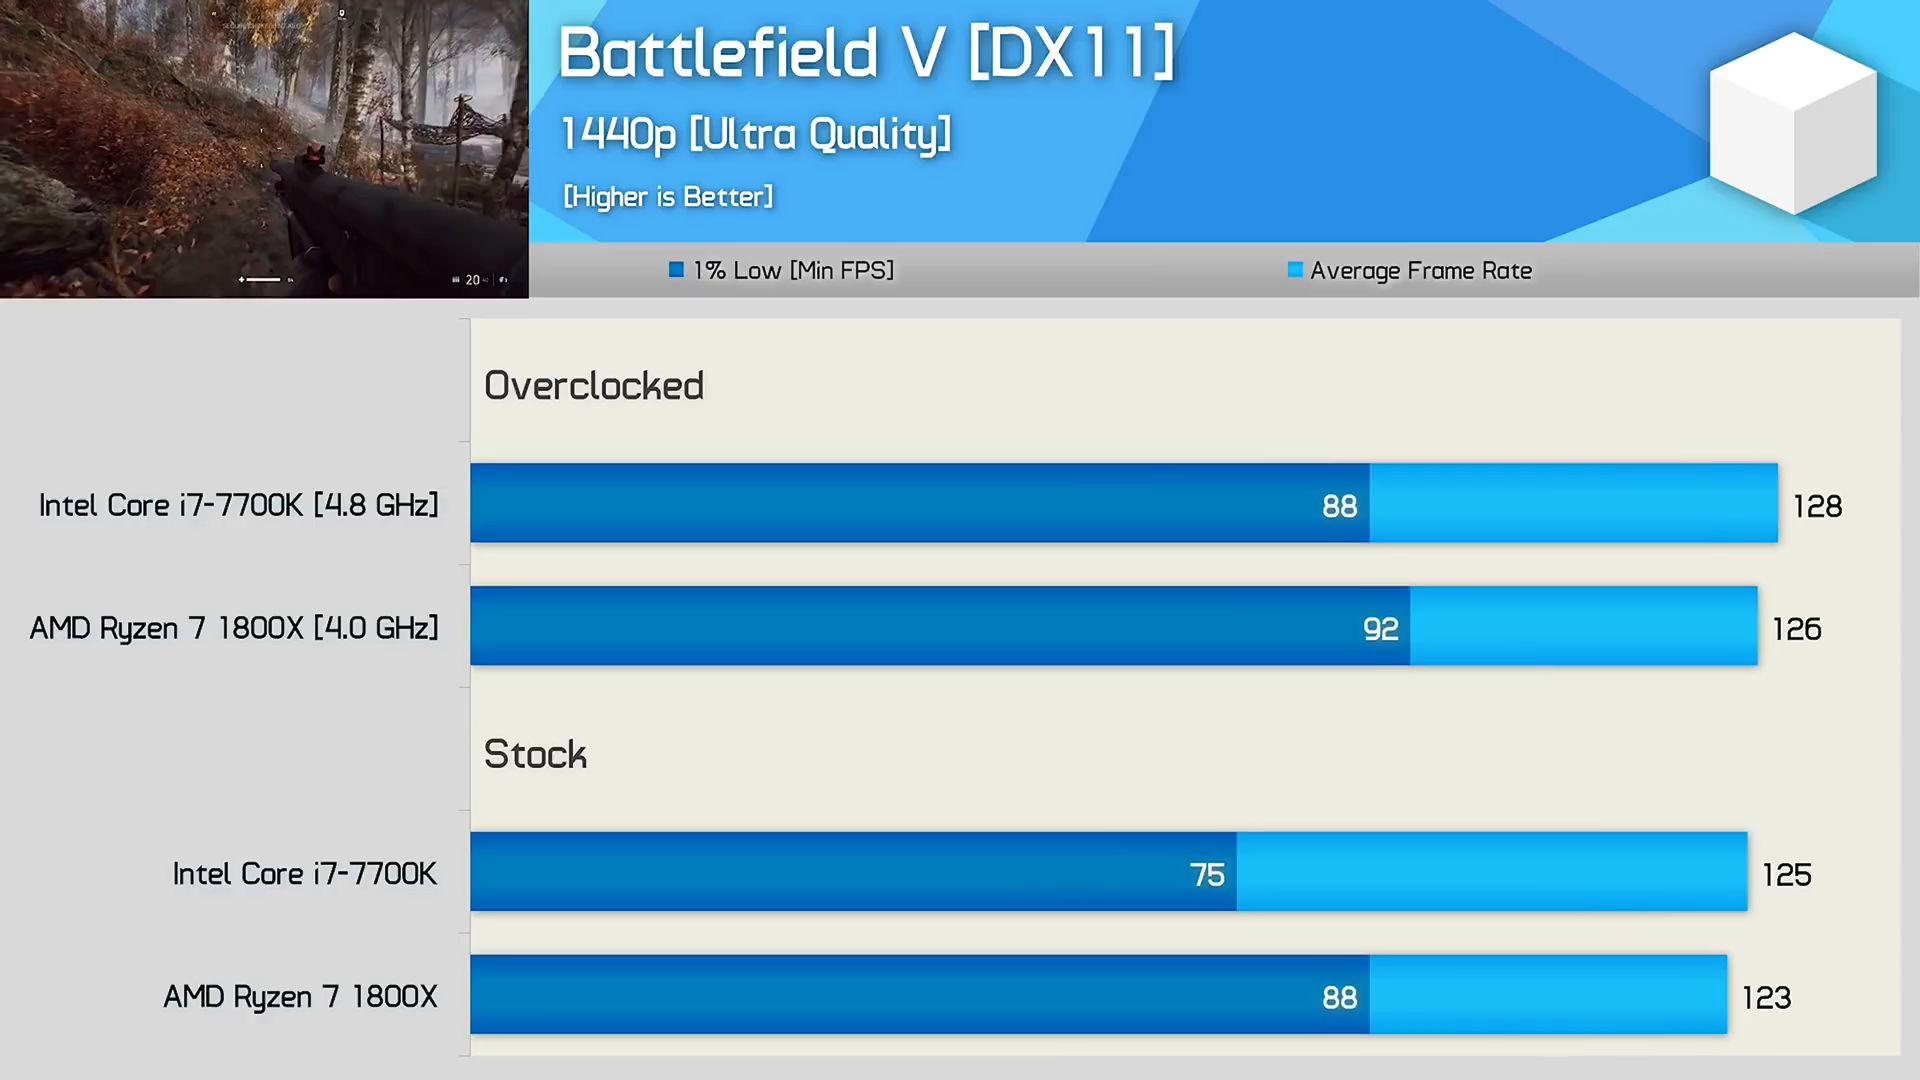 Battlefield V [DX11]
1440p [Ultra Quality]
[Higher is Better]
20
1% Low [Min FPS]
Average Frame Rate
Overclocked
Intel Core i7-7700K [4.8 GHz]
88
128
AMD Ryzen 7 1800X [4.0 GHz]
92
126
Stock
Intel Core i7-7700K
75
125
AMD Ryzen 7 1800X
88
123